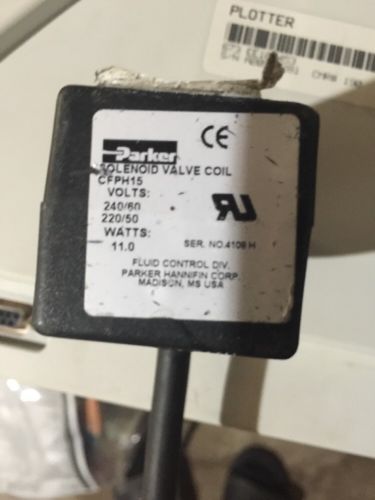 PLOTTER
Parker
CE
SOLENOID VALVE COIL
CFPH15
VOLTS:
240/60
220/50
WATTS:
11.0
SER. NO.4109 H
FLUID CONTROL DIV.
PARKER HANNIFIN CORP.
MADISON, MS USA